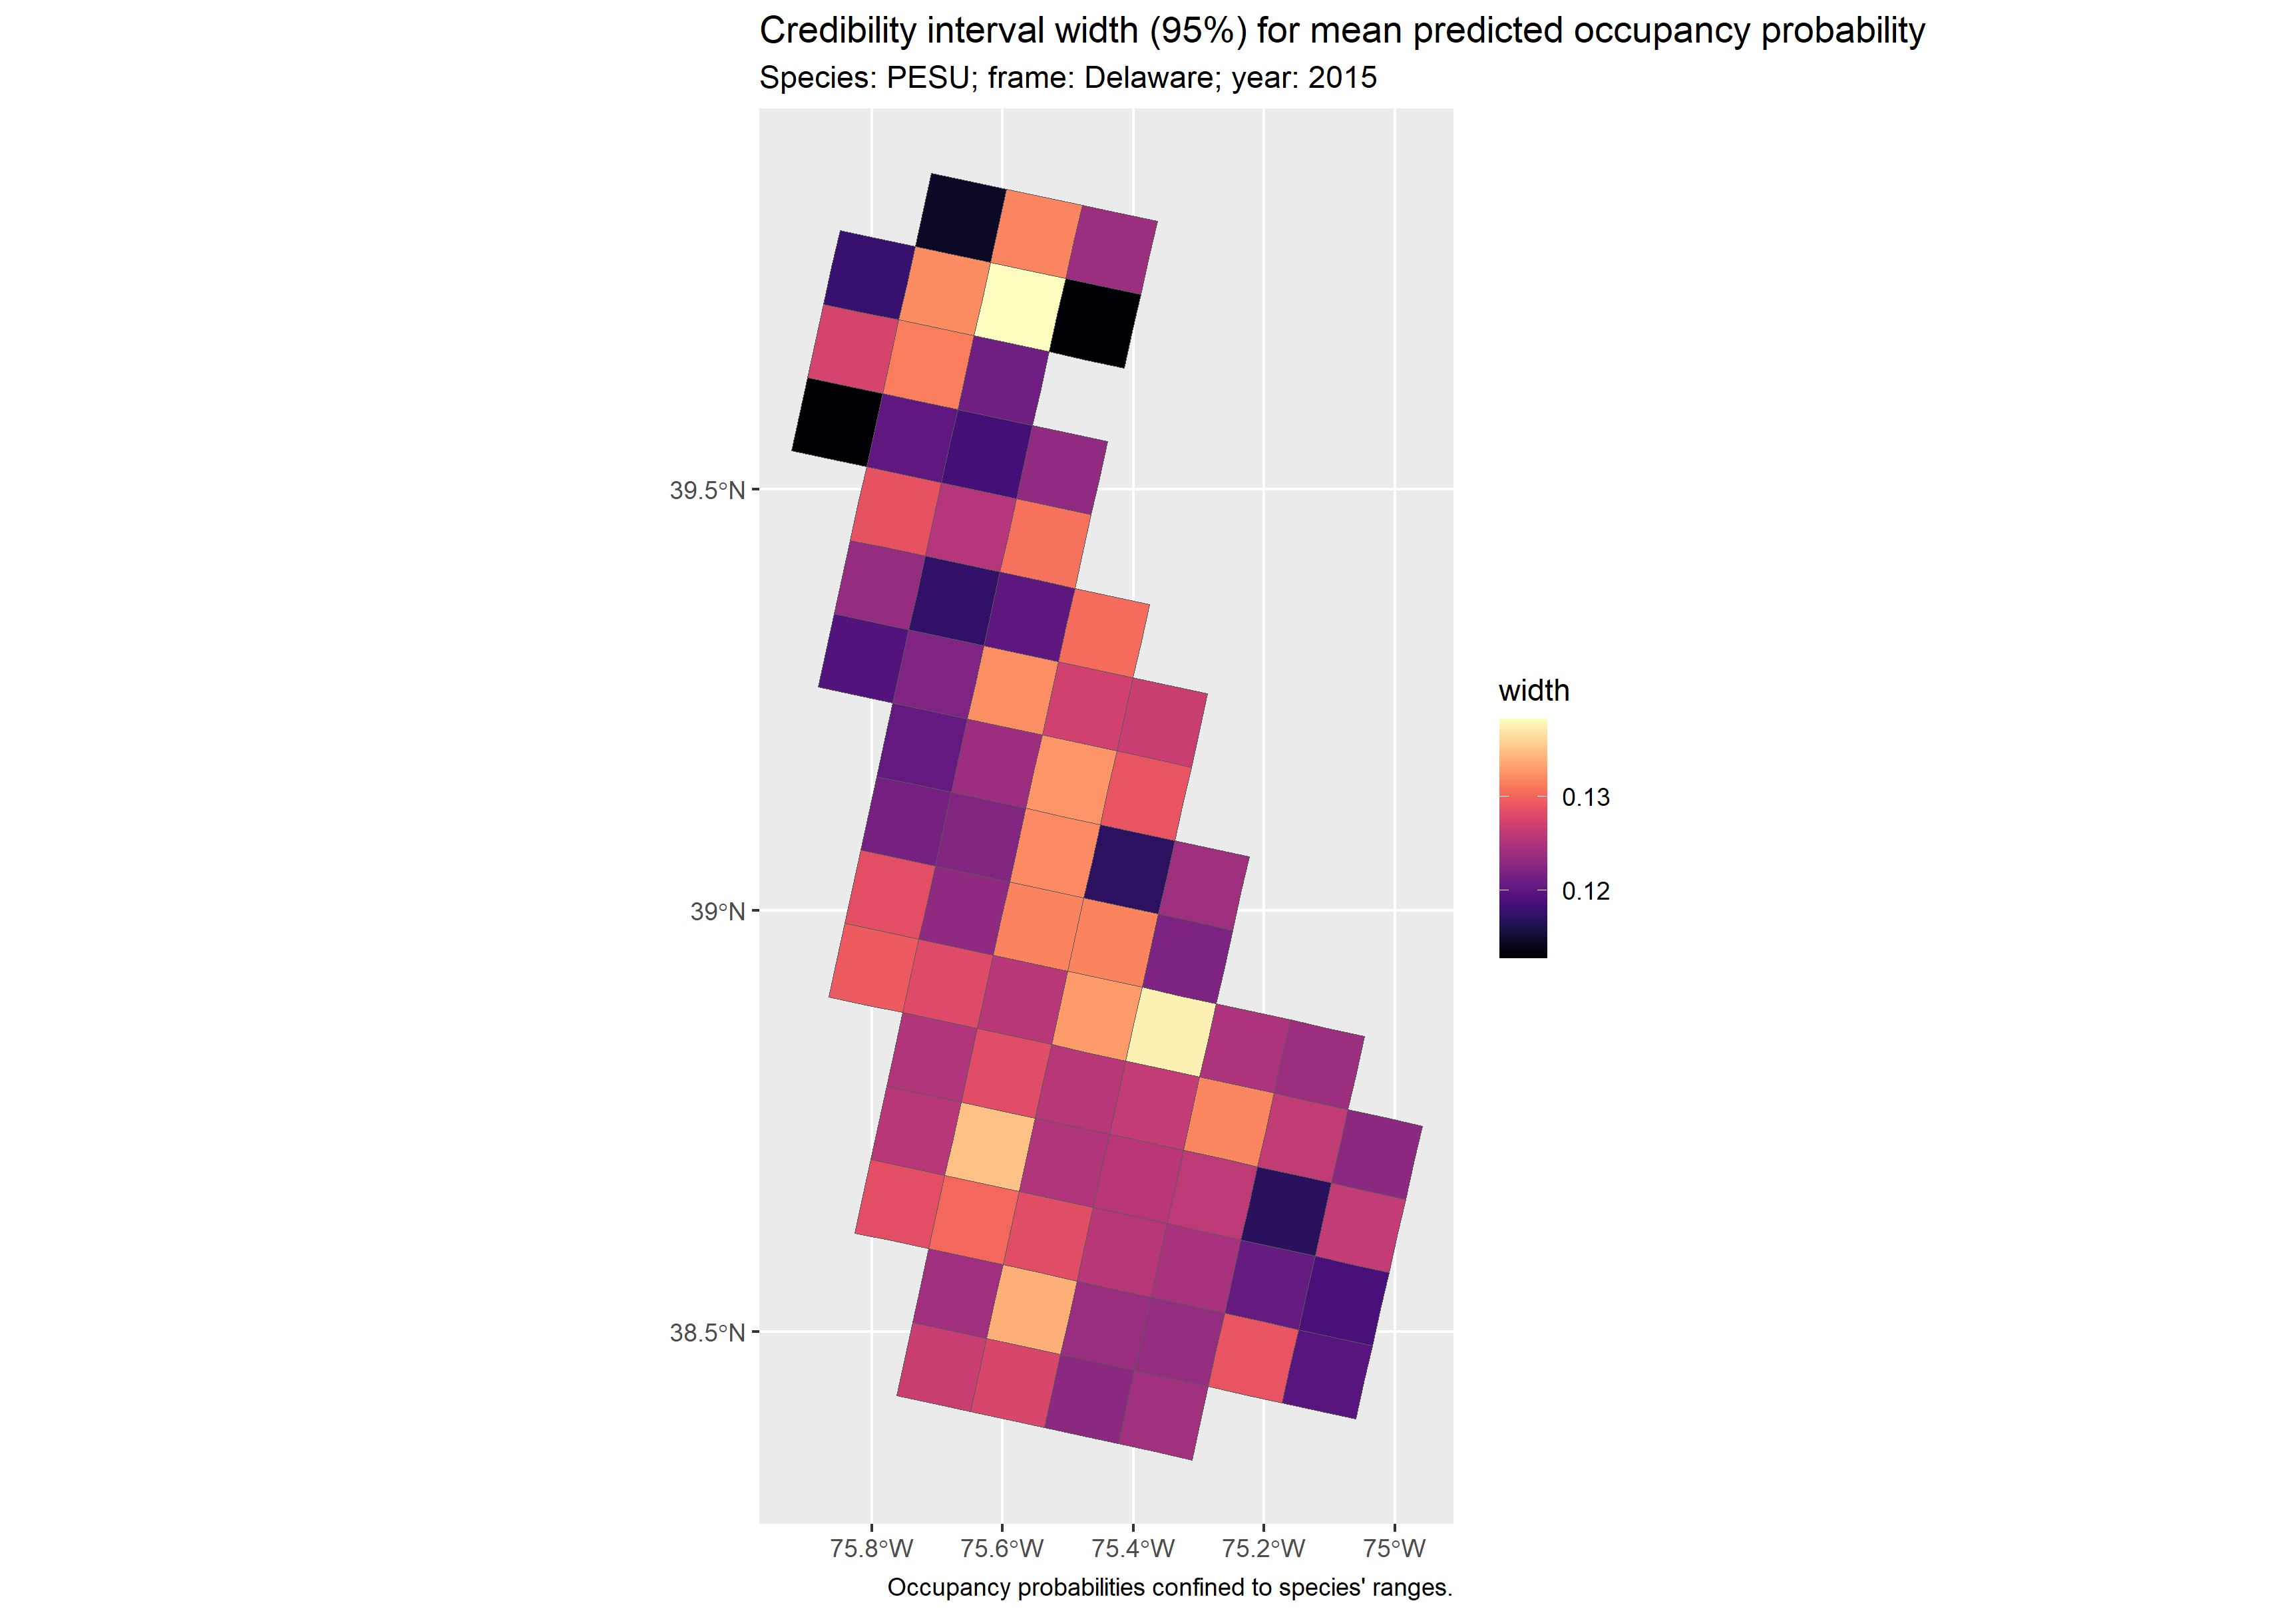 Credibility interval width (95%) for mean predicted occupancy probability
Species: PESU; frame: Delaware; year: 2015
39.5°N
39°N
38.5°N
width
0.13
0.12
75.8°W 75.6°W 75.4°W 75.2°W 75°W
Occupancy probabilities confined to species' ranges.